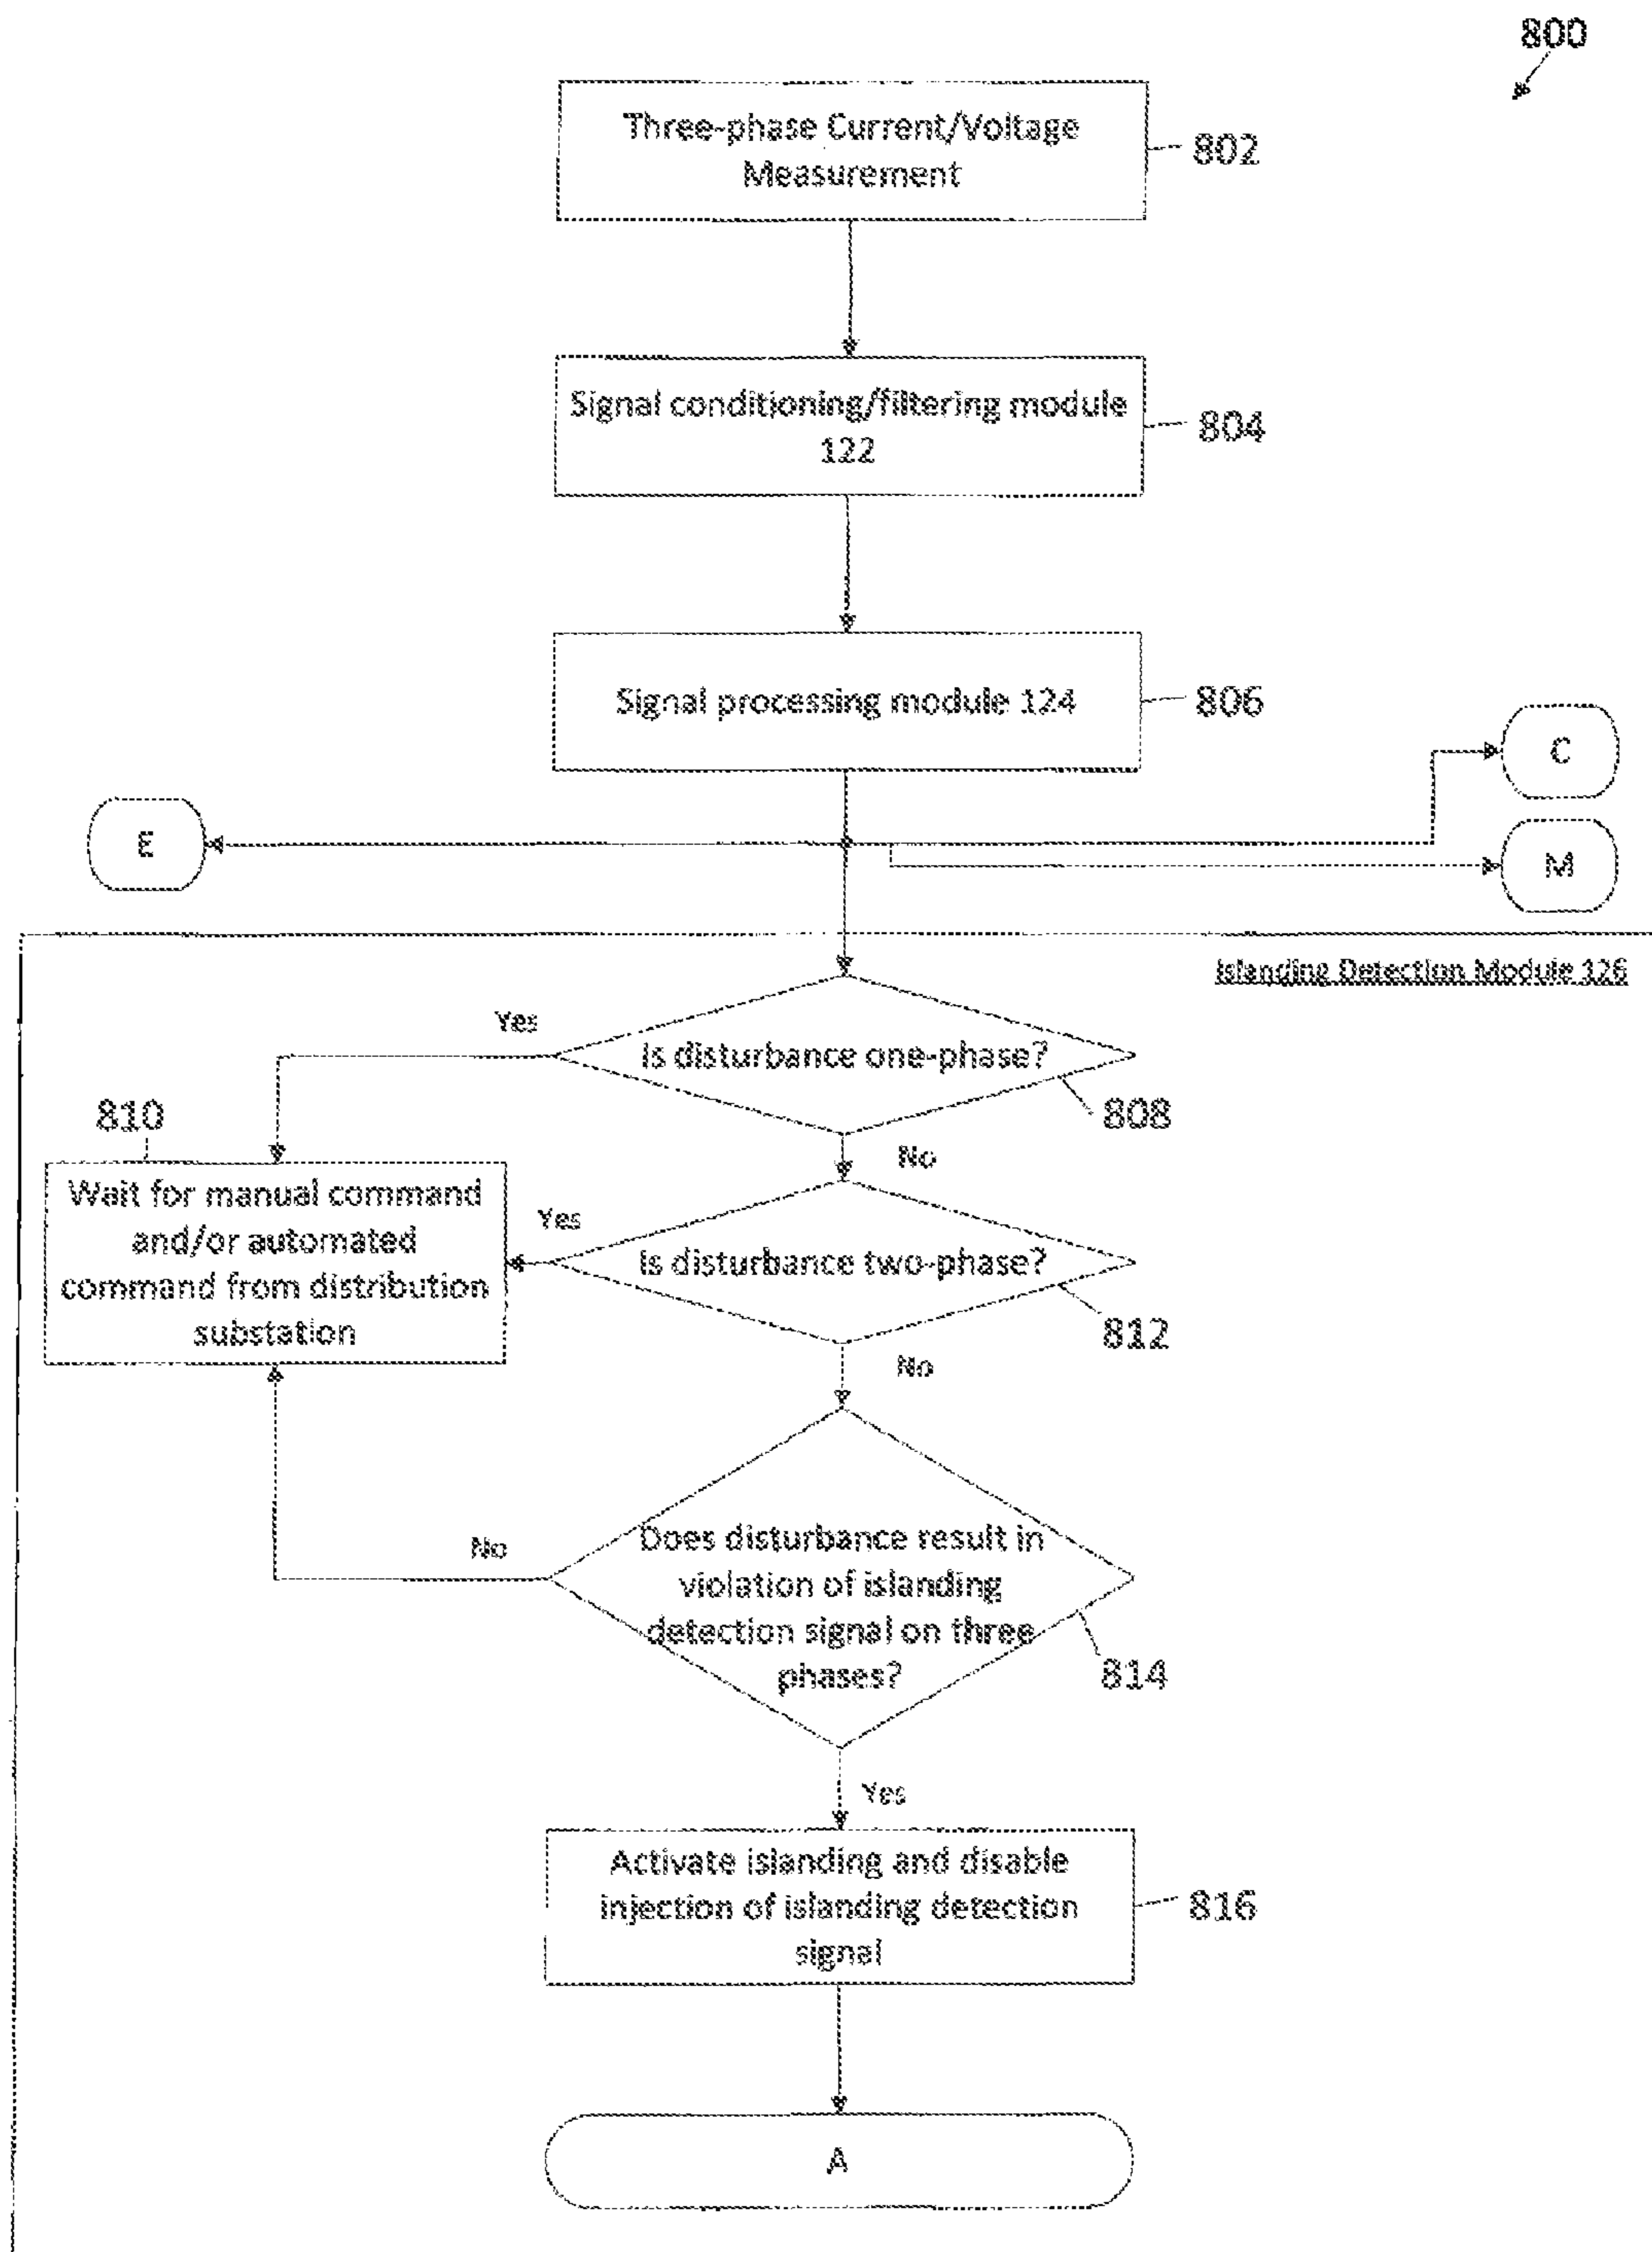 800
Three-phase Current/Voltage
Measurement
802
Signal conditioning/filtering module
122
804
Signal processing module 124
806
C
E
M
Islanding Detection Module 126
Yes
Is disturbance one-phase?
808
810
No
Wait for manual command
and/or automated
command from distribution
substation
Yes
Is disturbance two-phase?
812
No
No
Does disturbance result in
violation of islanding
detection signal on three
phases?
814
Yes
Activate islanding and disable
injection of islanding detection
signal
816
A